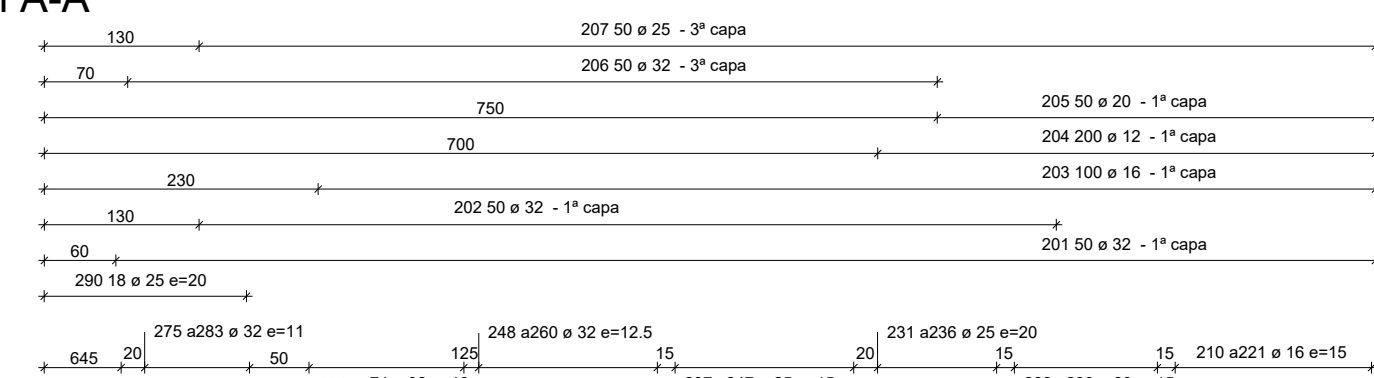 A-A
130 207 50 ø 25 - 3ª capa
70 206 50 ø 32 - 3ª capa
750 205 50 ø 20 - 1ª capa
700 204 200 ø 12 - 1ª capa
230 203 100 ø 16 - 1ª capa
130 202 50 ø 32 - 1ª capa
60 201 50 ø 32 - 1ª capa
290 18 ø 25 e=20
275 a283 ø 32 e=11 248 a260 ø 32 e=12.5 231 a236 ø 25 e=20
645 20 50 125 15 20 15 15 210 a221 ø 16 e=15